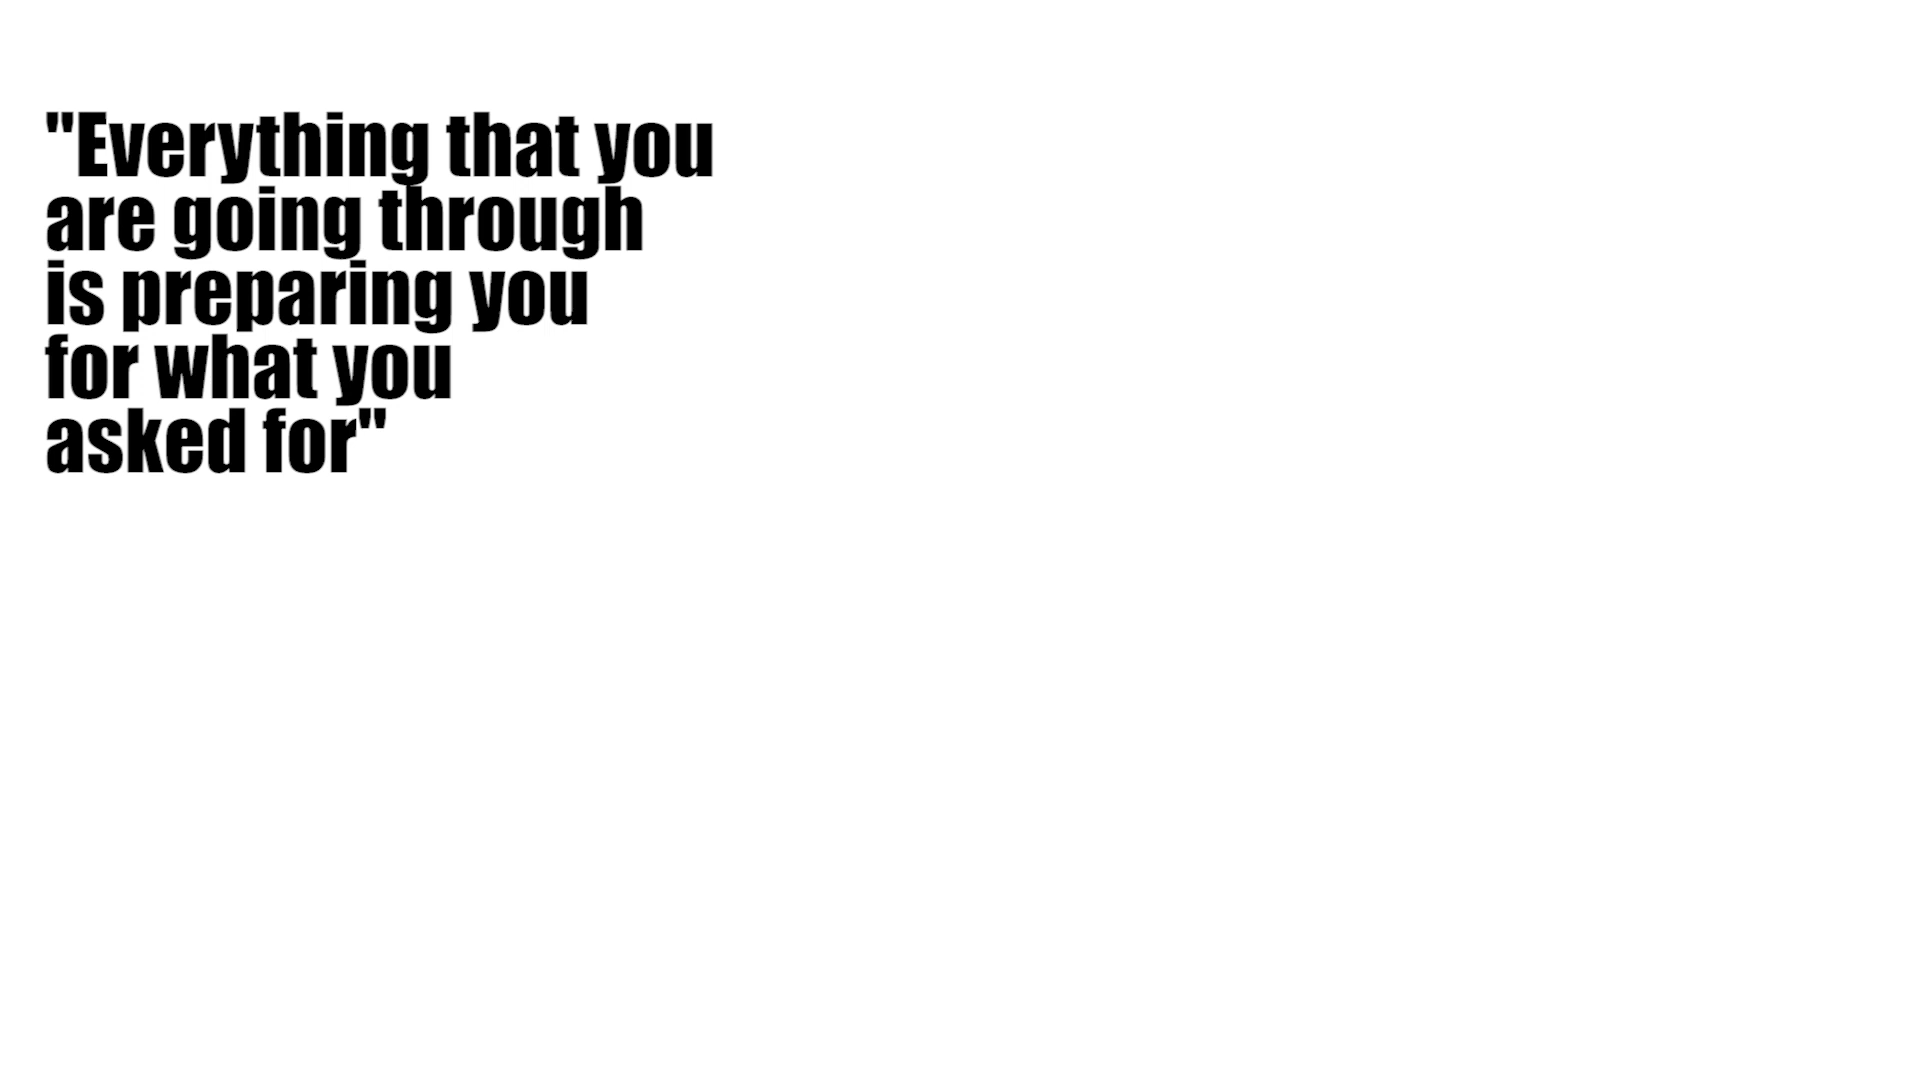 "Everything that you
are going through
is preparing you
for what you
asked for"